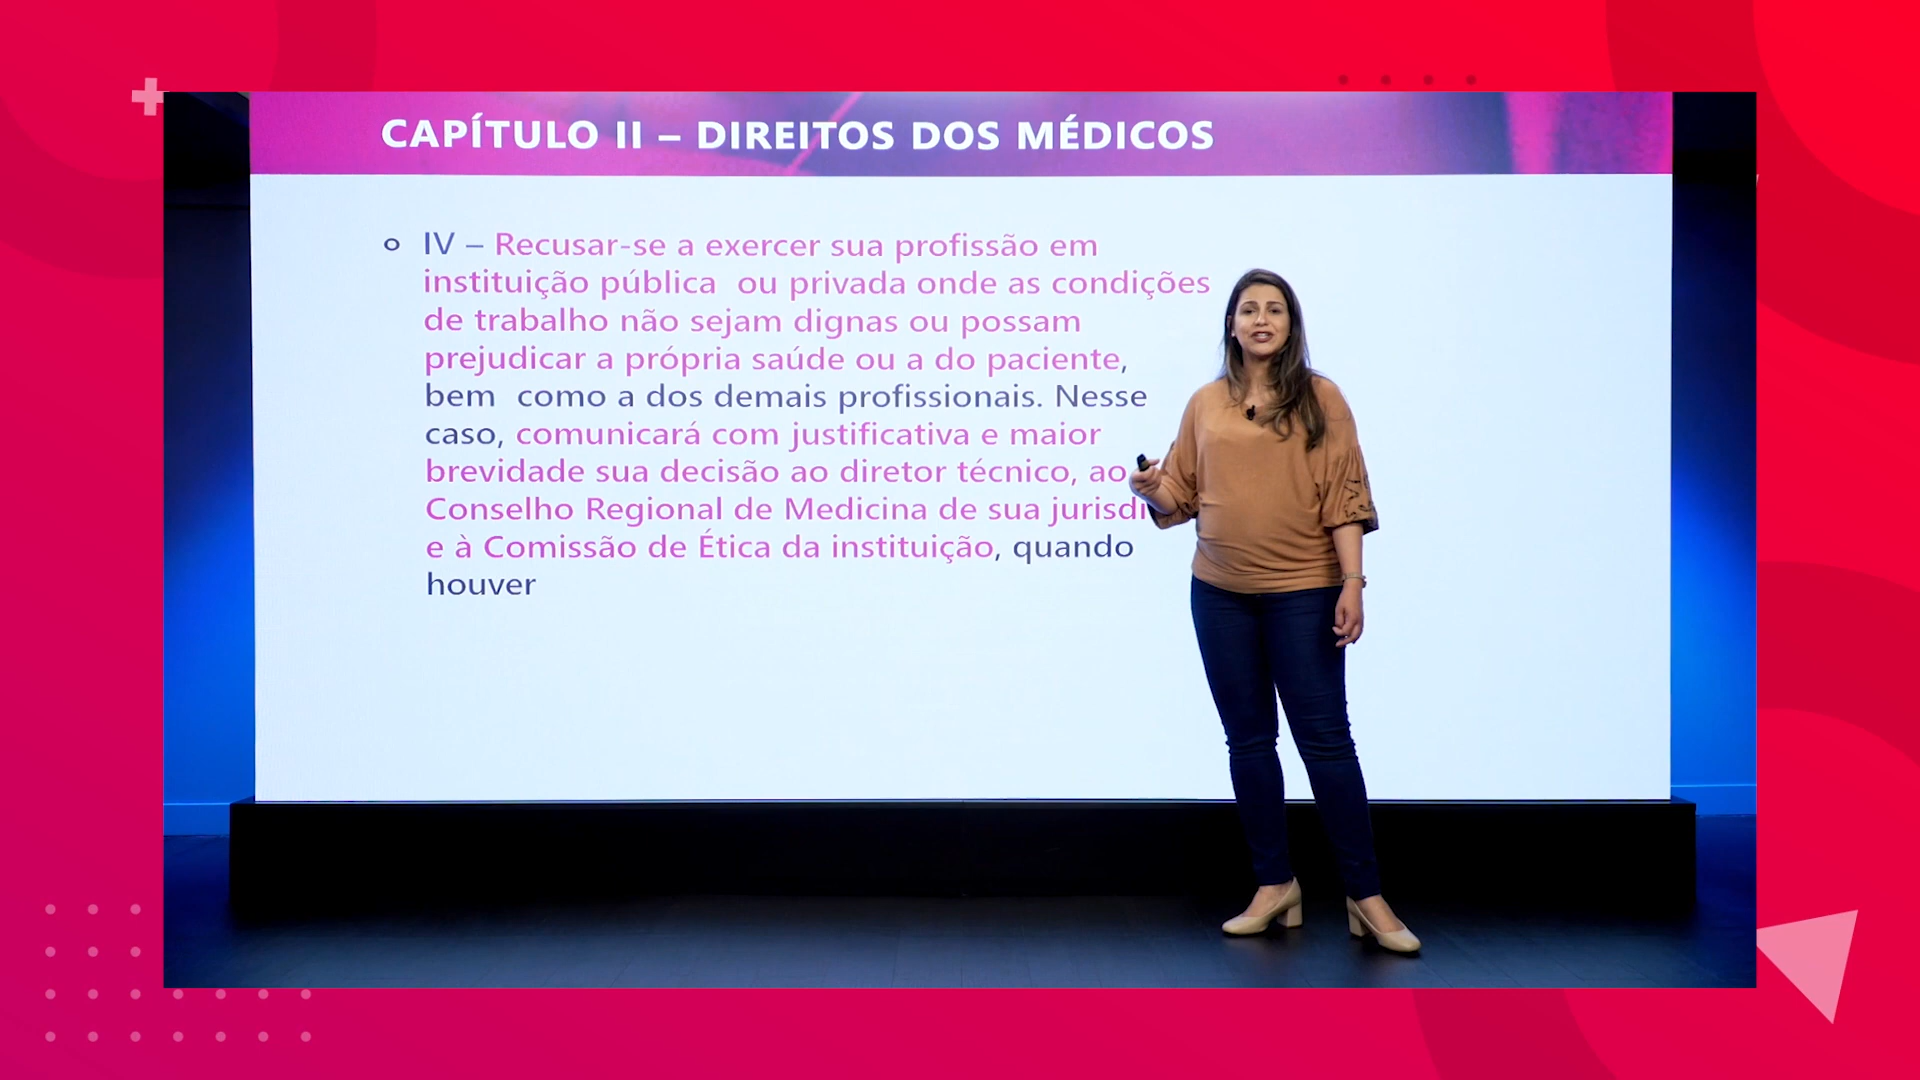 CAPÍTULO II – DIREITOS DOS MÉDICOS
o IV – Recusar-se a exercer sua profissão em
instituição pública ou privada onde as condições
de trabalho não sejam dignas ou possam
prejudicar a própria saúde ou a do paciente,
bem como a dos demais profissionais. Nesse
caso, comunicará com justificativa e maior
brevidade sua decisão ao diretor técnico, ao
Conselho Regional de Medicina de sua
e à Comissão de Ética da instituição, quando
houver